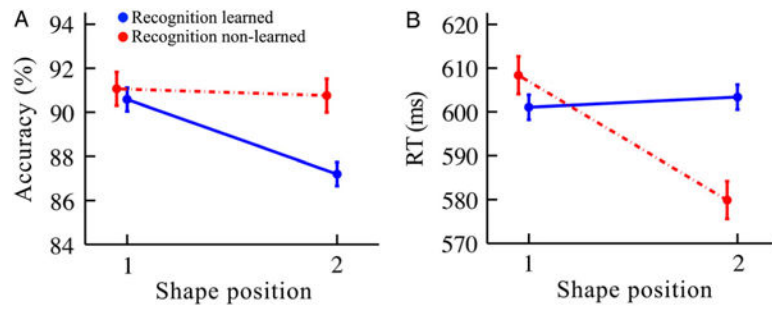 A
Recognition learned
Recognition non-learned
Accuracy (%)
94
92
90
88
86
84
1
2
Shape position
B
RT (ms)
620
610
600
590
580
570
1
2
Shape position